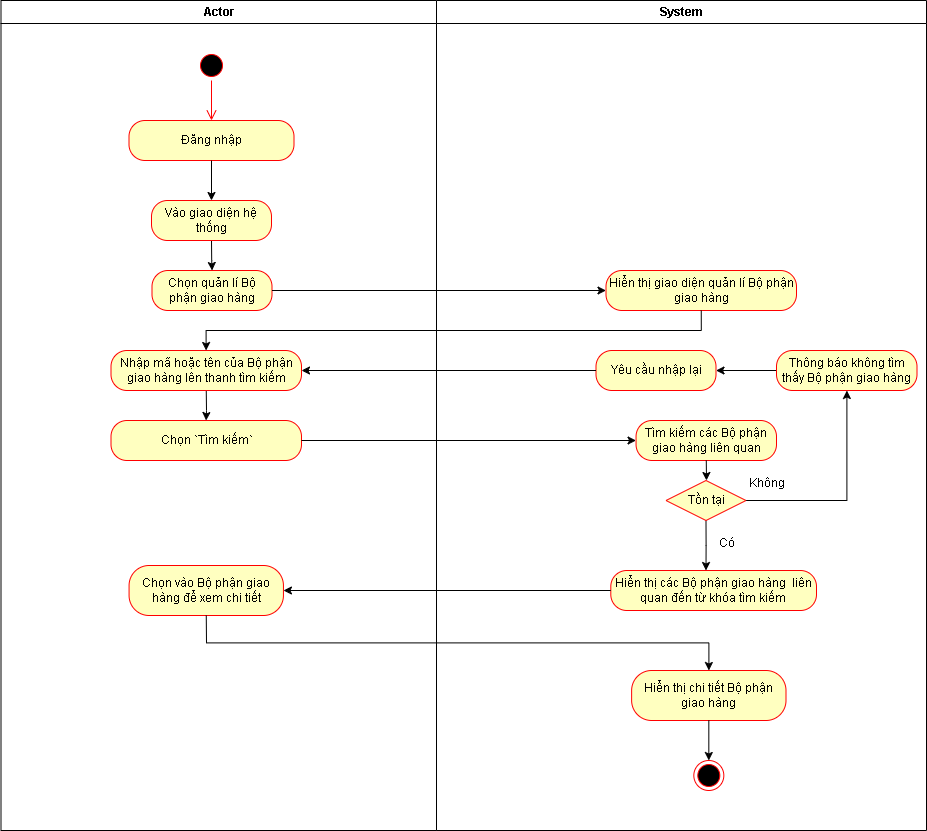 Actor
System
Đăng nhập
Vào giao diện hệ
thống
Chọn quản lí Bộ
phận giao hàng
Hiển thị giao diện quản lí Bộ phận
giao hàng
Nhập mã hoặc tên của Bộ phận
giao hàng lên thanh tìm kiếm
Yêu cầu nhập lại
Thông báo không tìm
thấy Bộ phận giao hàng
Chọn `Tìm kiếm`
Tìm kiếm các Bộ phận
giao hàng liên quan
Không
Tồn tại
Có
Chọn vào Bộ phận giao
hàng để xem chi tiết
Hiển thị các Bộ phận giao hàng  liên
quan đến từ khóa tìm kiếm
Hiển thị chi tiết Bộ phận
giao hàng